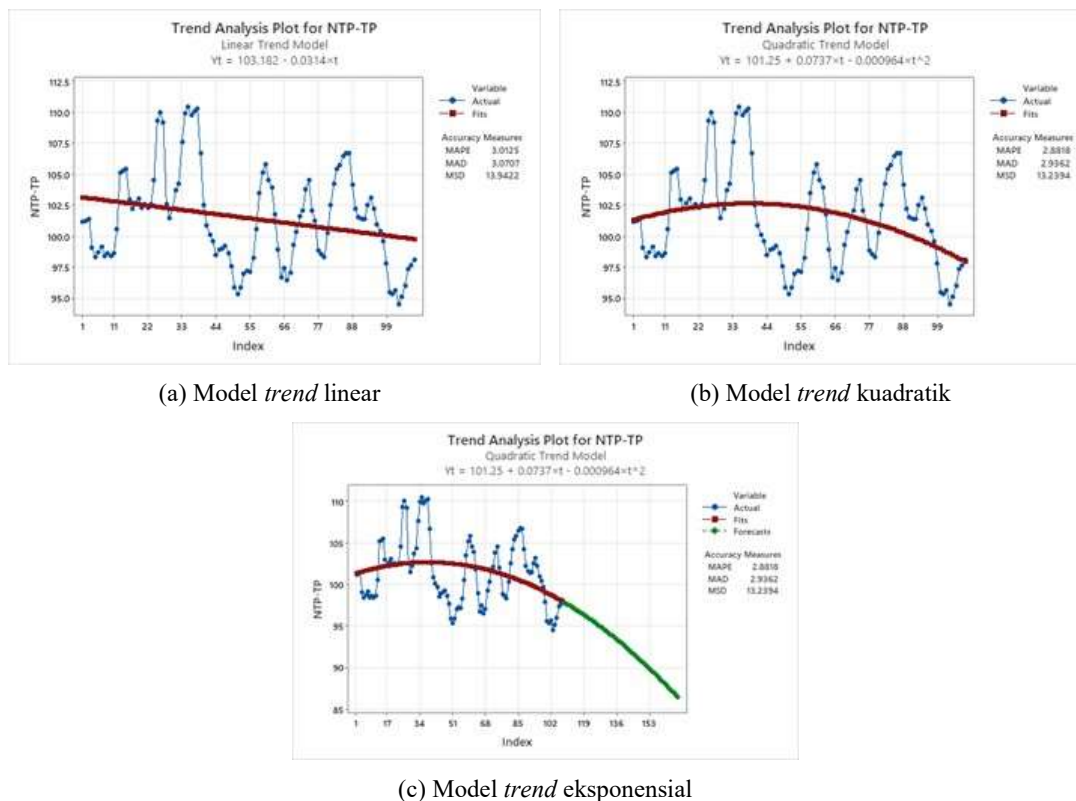 Trend Analysis Plot for NTP-TP
Linear Trend Model
Yt = 103.182 - 0.0314×t
112.5
110.0
107.5
105.0
102.5
100.0
97.5
95.0
NTP-TP
1 11 22 33 44 55 66 77 88 99
Index
Variable
Actual
Fits
Accuracy Measures
MAPE 3.0125
MAD 3.0707
MSD 13.9422
(a) Model trend linear
Trend Analysis Plot for NTP-TP
Quadratic Trend Model
Yt = 101.25 + 0.0737×t - 0.000964×t^2
112.5
110.0
107.5
105.0
102.5
100.0
97.5
95.0
NTP-TP
1 11 22 33 44 55 66 77 88 99
Index
Variable
Actual
Fits
Accuracy Measures
MAPE 2.8818
MAD 2.9362
MSD 13.2394
(b) Model trend kuadratik
Trend Analysis Plot for NTP-TP
Quadratic Trend Model
Yt = 101.25 + 0.0737×t - 0.000964×t^2
110
105
100
95
90
85
NTP-TP
1 17 34 51 68 85 102 119 136 153
Index
Variable
Actual
Fits
Forecasts
Accuracy Measures
MAPE 2.8818
MAD 2.9362
MSD 13.2394
(c) Model trend eksponensial